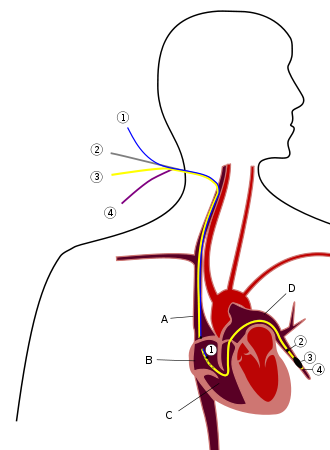 ①
②
③
④
A
D
B
①
②
③
④
C